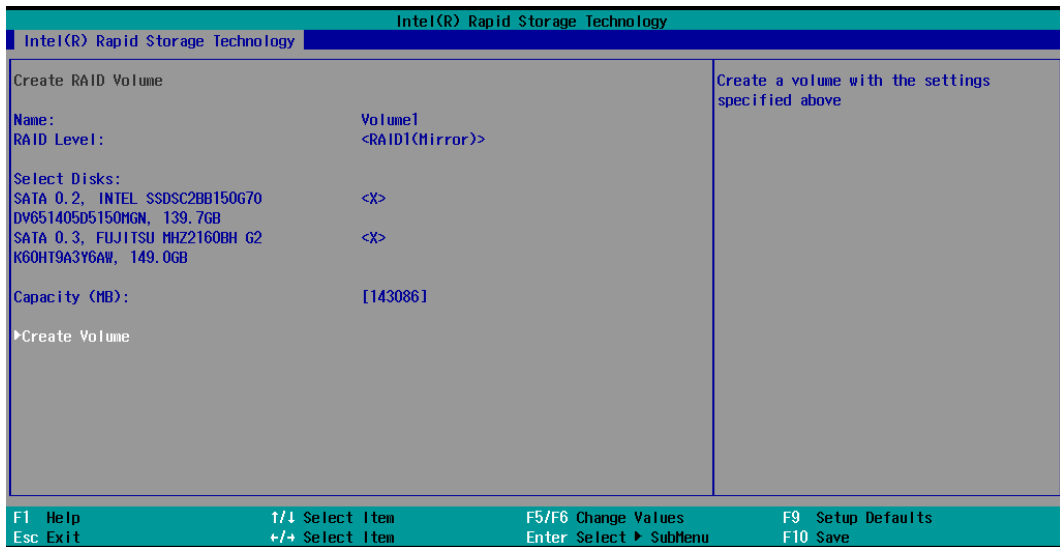 Intel(R) Rapid Storage Technology
Intel(R) Rapid Storage Technology
Create RAID Volume
Name: Volume1
RAID Level: <RAID1(Mirror)>
Select Disks:
SATA 0.2, INTEL SSDSC2BB150G70 <X>
DV651405D5150MGN, 139.7GB
SATA 0.3, FUJITSU MHZ2160BH G2 <X>
K60HT9A3Y6AW, 149.0GB
Capacity (MB): [143086]
▶Create Volume
Create a volume with the settings
specified above
F1 Help ↑/↓ Select Item F5/F6 Change Values F9 Setup Defaults
Esc Exit ←/→ Select Item Enter Select ▶ SubMenu F10 Save